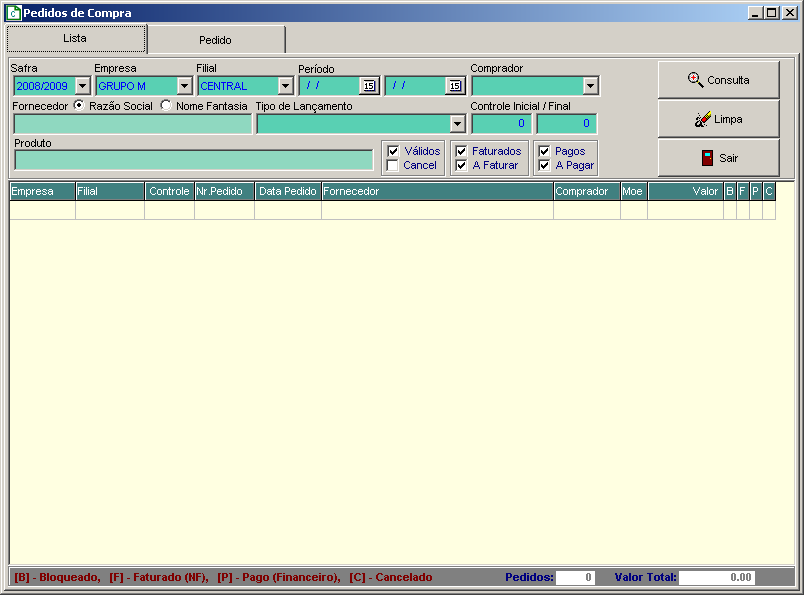 Pedidos de Compra
Lista
Pedido
Safra Empresa Filial Período Comprador
2008/2009 GRUPO M CENTRAL / / 15 / / 15
Consulta
Fornecedor Razão Social Nome Fantasia Tipo de Lançamento Controle Inicial / Final
0 0
Limpa
Produto
Válidos Faturados Pagos
Cancel A Faturar A Pagar
Sair
Empresa Filial Controle Nr.Pedido Data Pedido Fornecedor Comprador Moe Valor B F P C
[B] - Bloqueado, [F] - Faturado (NF), [P] - Pago (Financeiro), [C] - Cancelado Pedidos: 0 Valor Total: 0.00